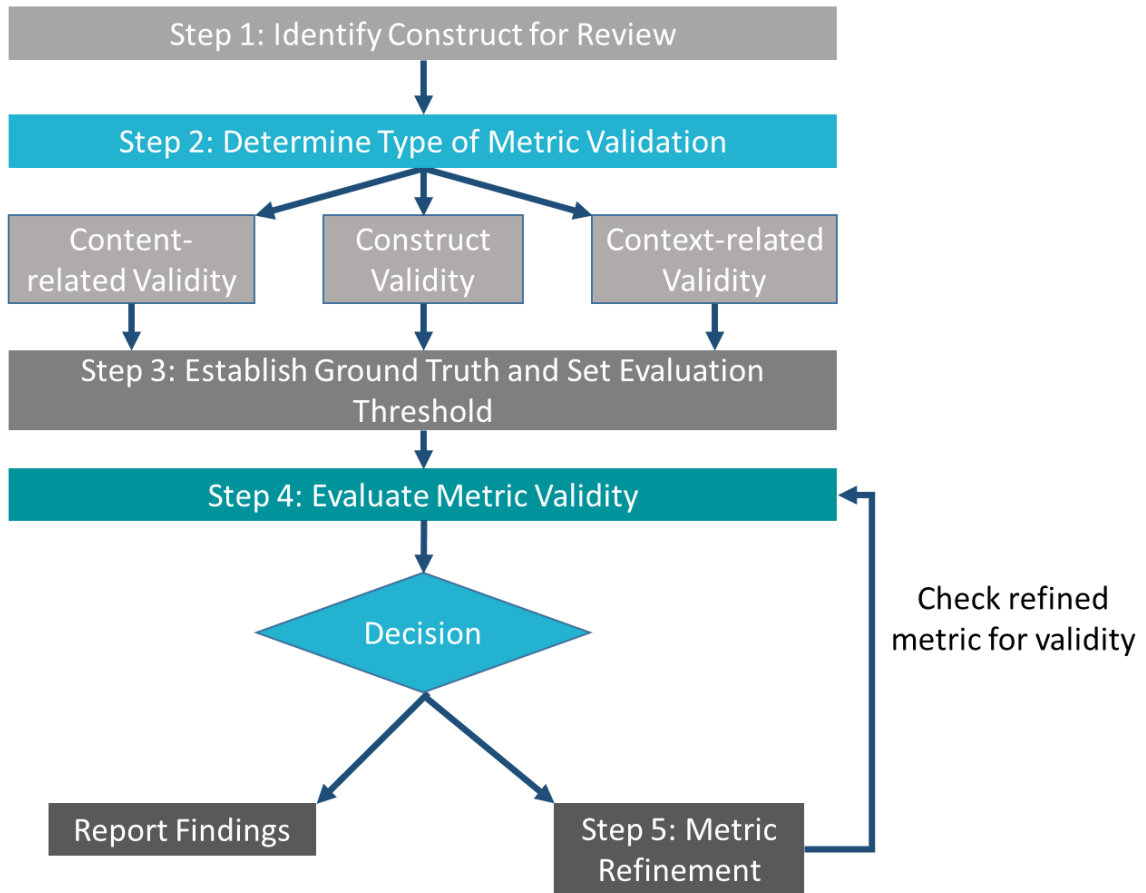 Step 1: Identify Construct for Review
Step 2: Determine Type of Metric Validation
Content-
related Validity
Construct
Validity
Context-related
Validity
Step 3: Establish Ground Truth and Set Evaluation
Threshold
Step 4: Evaluate Metric Validity
Decision
Check refined
metric for validity
Report Findings
Step 5: Metric
Refinement